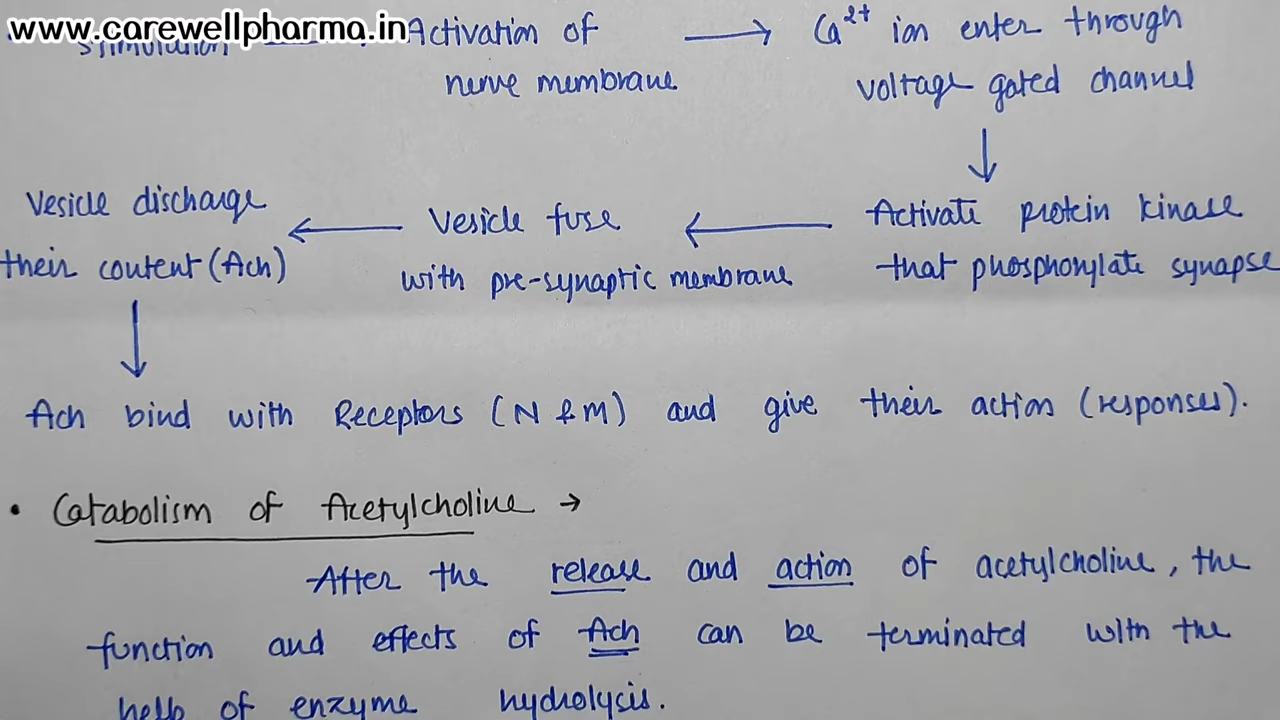 www.carewellpharma.in
stimulation Activation of → Ca²⁺ ion enter through
nerve membrane voltage gated channel
↓
Vesicle discharge ← Vesicle fuse ← Activate protein kinase
their content (Ach) with pre-synaptic membrane that phosphorylate synapse
↓
Ach bind with Receptors (N & M) and give their action (responses).
• Catabolism of Acetylcholine →
After the release and action of acetylcholine, the
function and effects of Ach can be terminated with the
help of enzyme hydrolysis.